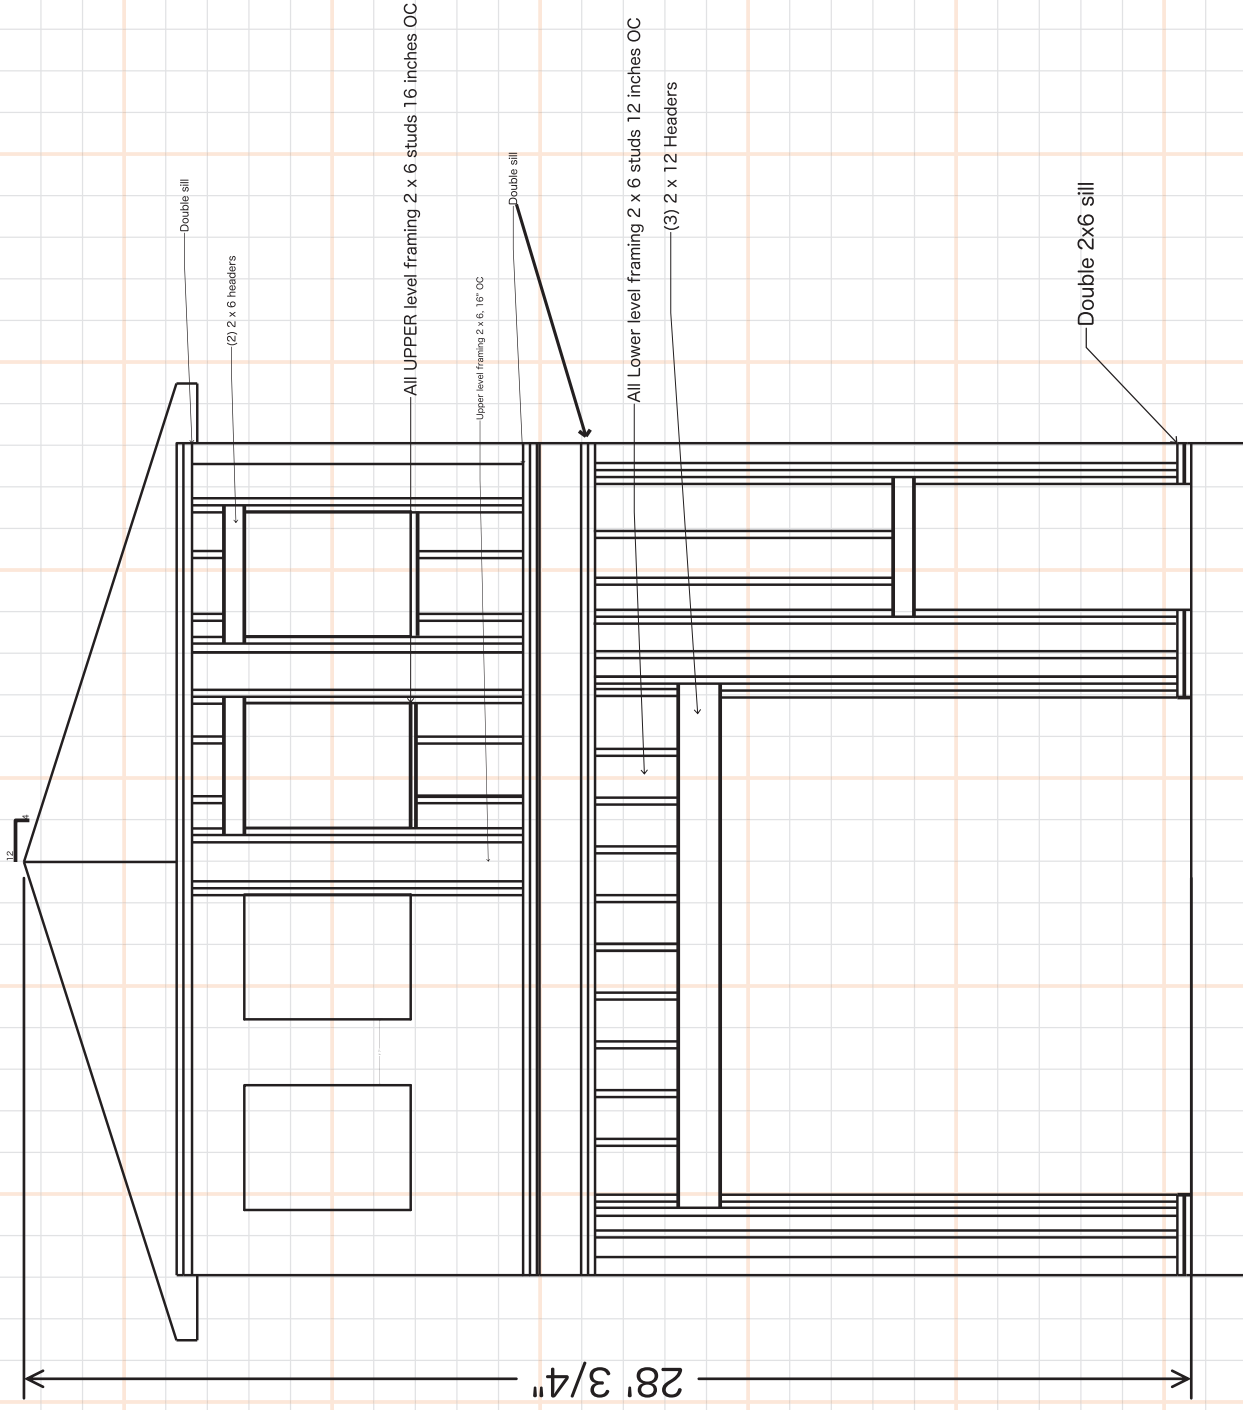 Double sill
(2) 2 x 6 headers
All UPPER level framing 2 x 6 studs 16 inches OC
Upper level framing 2 x 6, 16" OC
Double sill
All Lower level framing 2 x 6 studs 12 inches OC
(3) 2 x 12 Headers
Double 2x6 sill
12
4
28' 3/4"